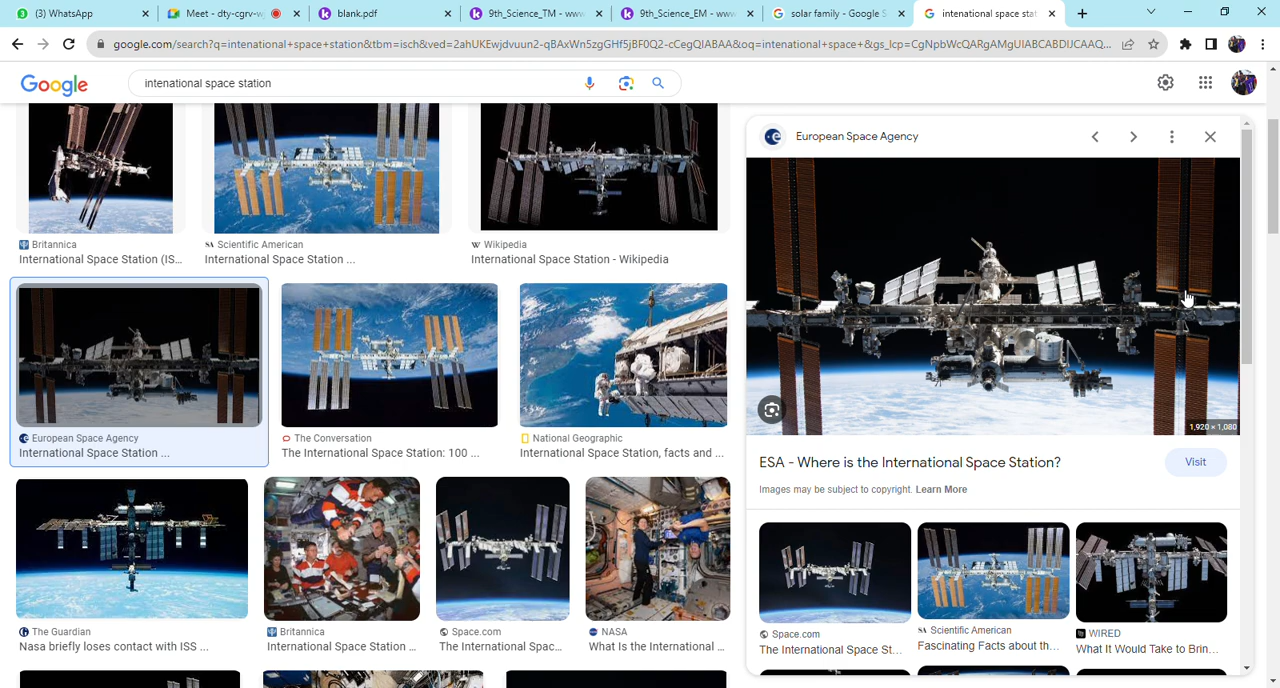 (3) WhatsApp
Meet - dty-cgrv-w
blank.pdf
9th_Science_TM - www
9th_Science_EM - www
solar family - Google S
intenational space stat
google.com/search?q=intenational+space+station&tbm=isch&ved=2ahUKEwjdvuun2-qBAxWn5zgGHf5jBF0Q2-cCegQIABAA&oq=intenational+space+&gs_lcp=CgNpbWcQARgAMgUIABCABDIJCAAQ...
Google
intenational space station
Britannica
International Space Station (IS...
Scientific American
International Space Station ...
Wikipedia
International Space Station - Wikipedia
European Space Agency
International Space Station ...
The Conversation
The International Space Station: 100 ...
National Geographic
International Space Station, facts and ...
The Guardian
Nasa briefly loses contact with ISS ...
Britannica
International Space Station ...
Space.com
The International Spac...
NASA
What Is the International ...
European Space Agency
1,920 × 1,080
ESA - Where is the International Space Station?
Visit
Images may be subject to copyright. Learn More
Space.com
The International Space St...
Scientific American
Fascinating Facts about th...
WIRED
What It Would Take to Brin...